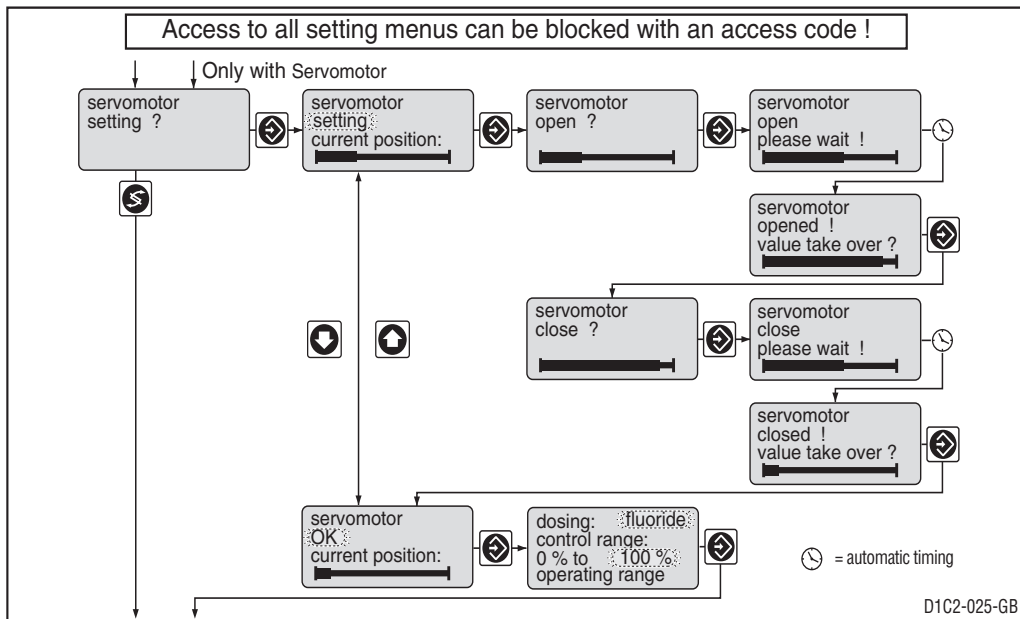 Access to all setting menus can be blocked with an access code !
Only with Servomotor
servomotor
setting ?
servomotor
setting
current position:
servomotor
open ?
servomotor
open
please wait !
servomotor
opened !
value take over ?
servomotor
close ?
servomotor
close
please wait !
servomotor
closed !
value take over ?
servomotor
OK
current position:
dosing: fluoride
control range:
0 % to 100 %
operating range
= automatic timing
D1C2-025-GB